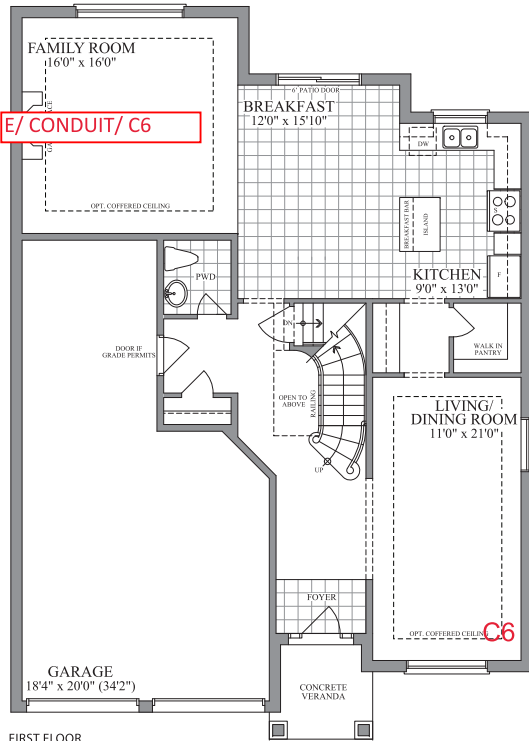 FAMILY ROOM
16'0" x 16'0"
E/ CONDUIT/ C6
OPT. COFFERED CEILING
6' PATIO DOOR
BREAKFAST
12'0" x 15'10"
DW
S
BREAKFAST BAR
ISLAND
F
KITCHEN
9'0" x 13'0"
PWD
DOOR IF
GRADE PERMITS
DN
WALK IN
PANTRY
OPEN TO
ABOVE
RAILING
UP
LIVING/
DINING ROOM
11'0" x 21'0"
FOYER
OPT. COFFERED CEILING
C6
GARAGE
18'4" x 20'0" (34'2")
CONCRETE
VERANDA
FIRST FLOOR